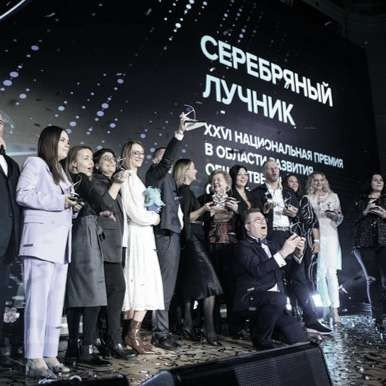 СЕРЕБРЯНЫЙ
ЛУЧНИК
XXVI НАЦИОНАЛЬНАЯ ПРЕМИЯ
В ОБЛАСТИ РАЗВИТИЯ